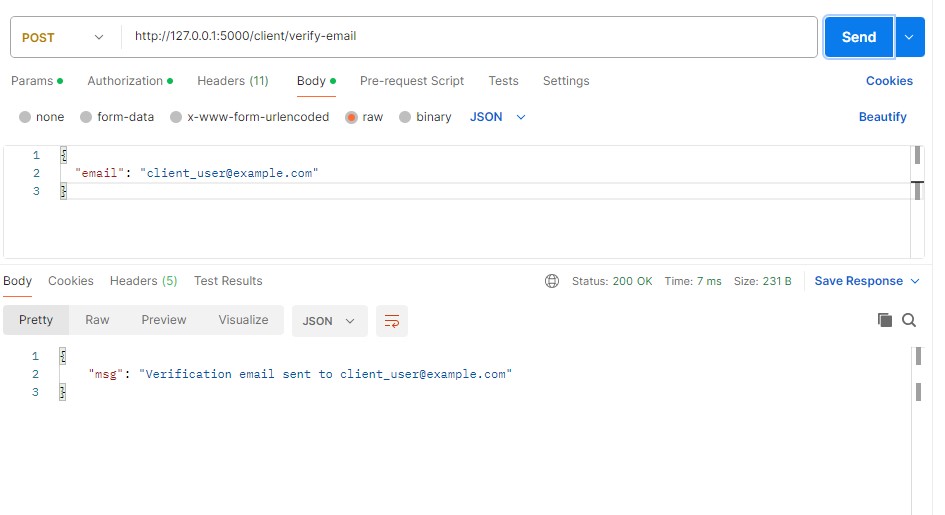 POST http://127.0.0.1:5000/client/verify-email Send
Params Authorization Headers (11) Body Pre-request Script Tests Settings Cookies
none form-data x-www-form-urlencoded raw binary JSON Beautify
1 {
2 "email": "client_user@example.com"
3 }
Body Cookies Headers (5) Test Results Status: 200 OK Time: 7 ms Size: 231 B Save Response
Pretty Raw Preview Visualize JSON
1 {
2 "msg": "Verification email sent to client_user@example.com"
3 }